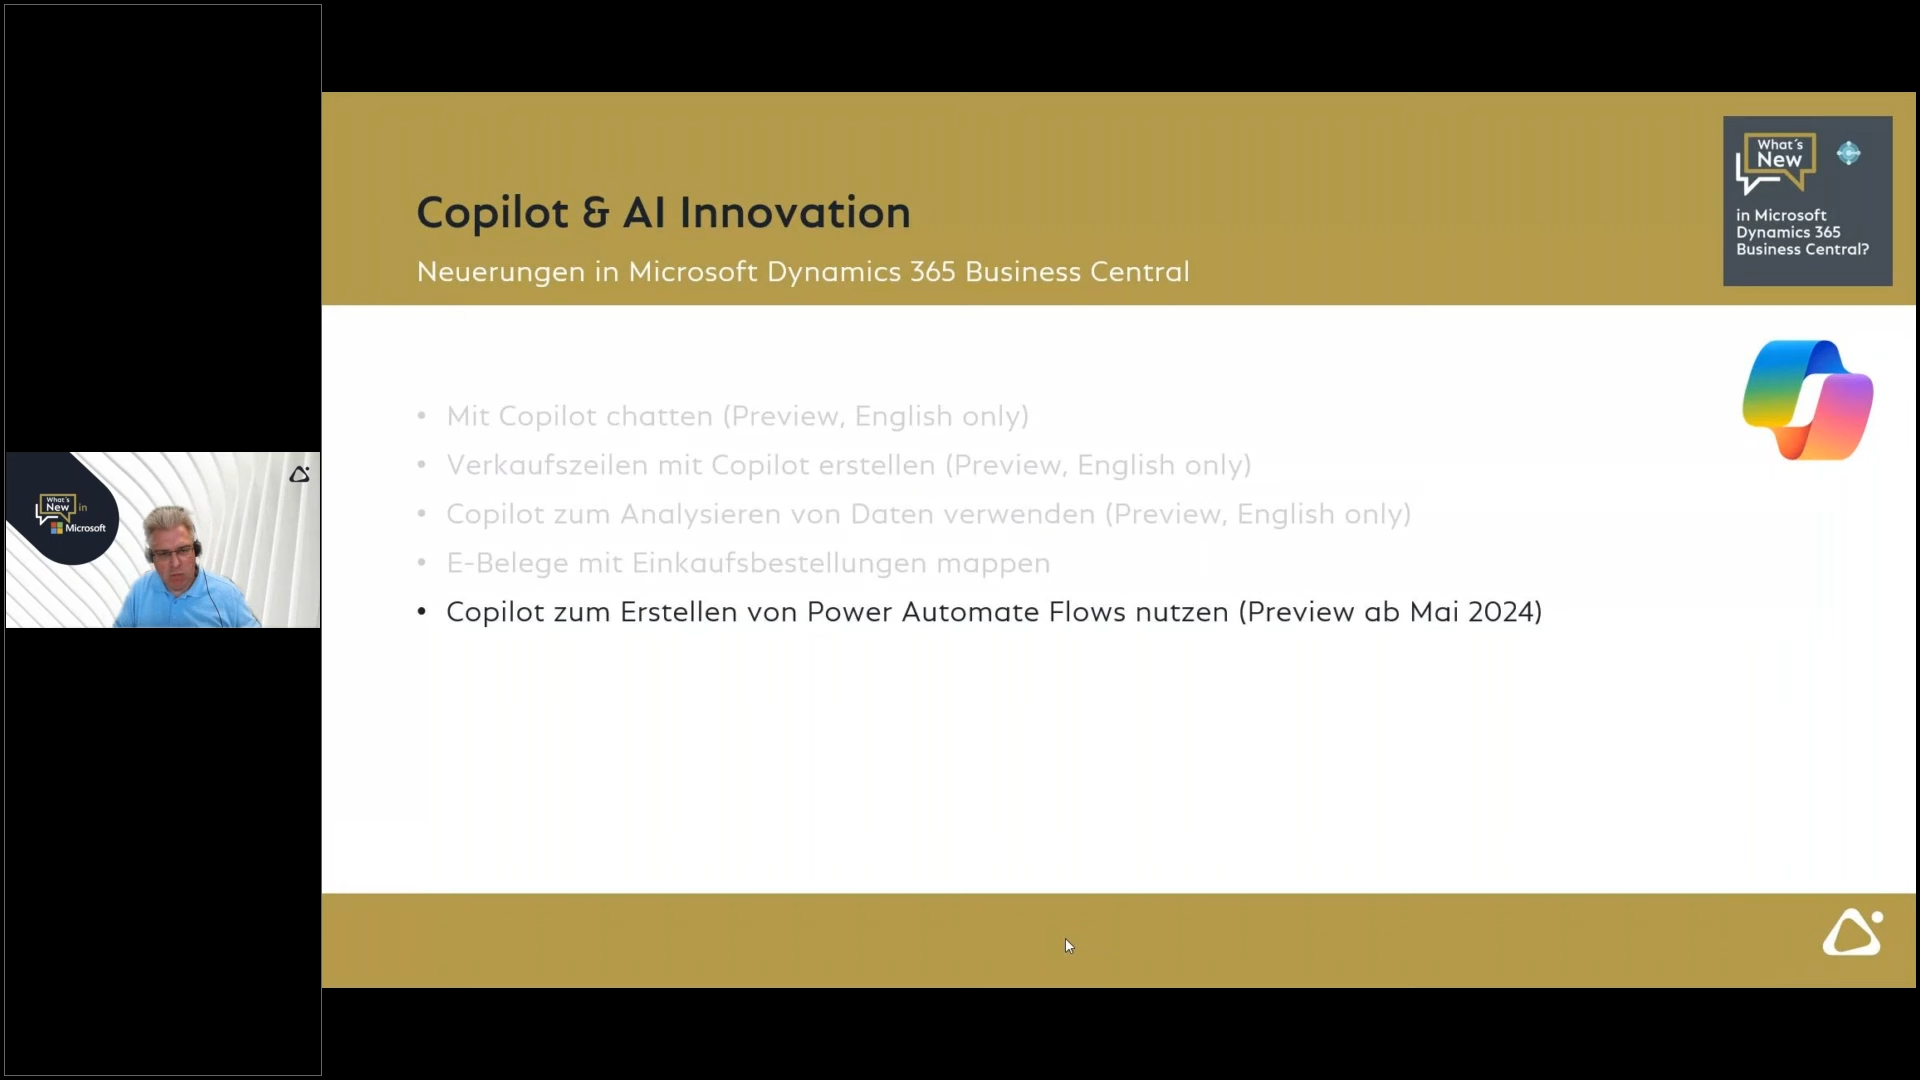 Copilot & AI Innovation
Neuerungen in Microsoft Dynamics 365 Business Central
What´s
New
in Microsoft
Dynamics 365
Business Central?
• Mit Copilot chatten (Preview, English only)
• Verkaufszeilen mit Copilot erstellen (Preview, English only)
• Copilot zum Analysieren von Daten verwenden (Preview, English only)
• E-Belege mit Einkaufsbestellungen mappen
• Copilot zum Erstellen von Power Automate Flows nutzen (Preview ab Mai 2024)
What´s
New in
Microsoft